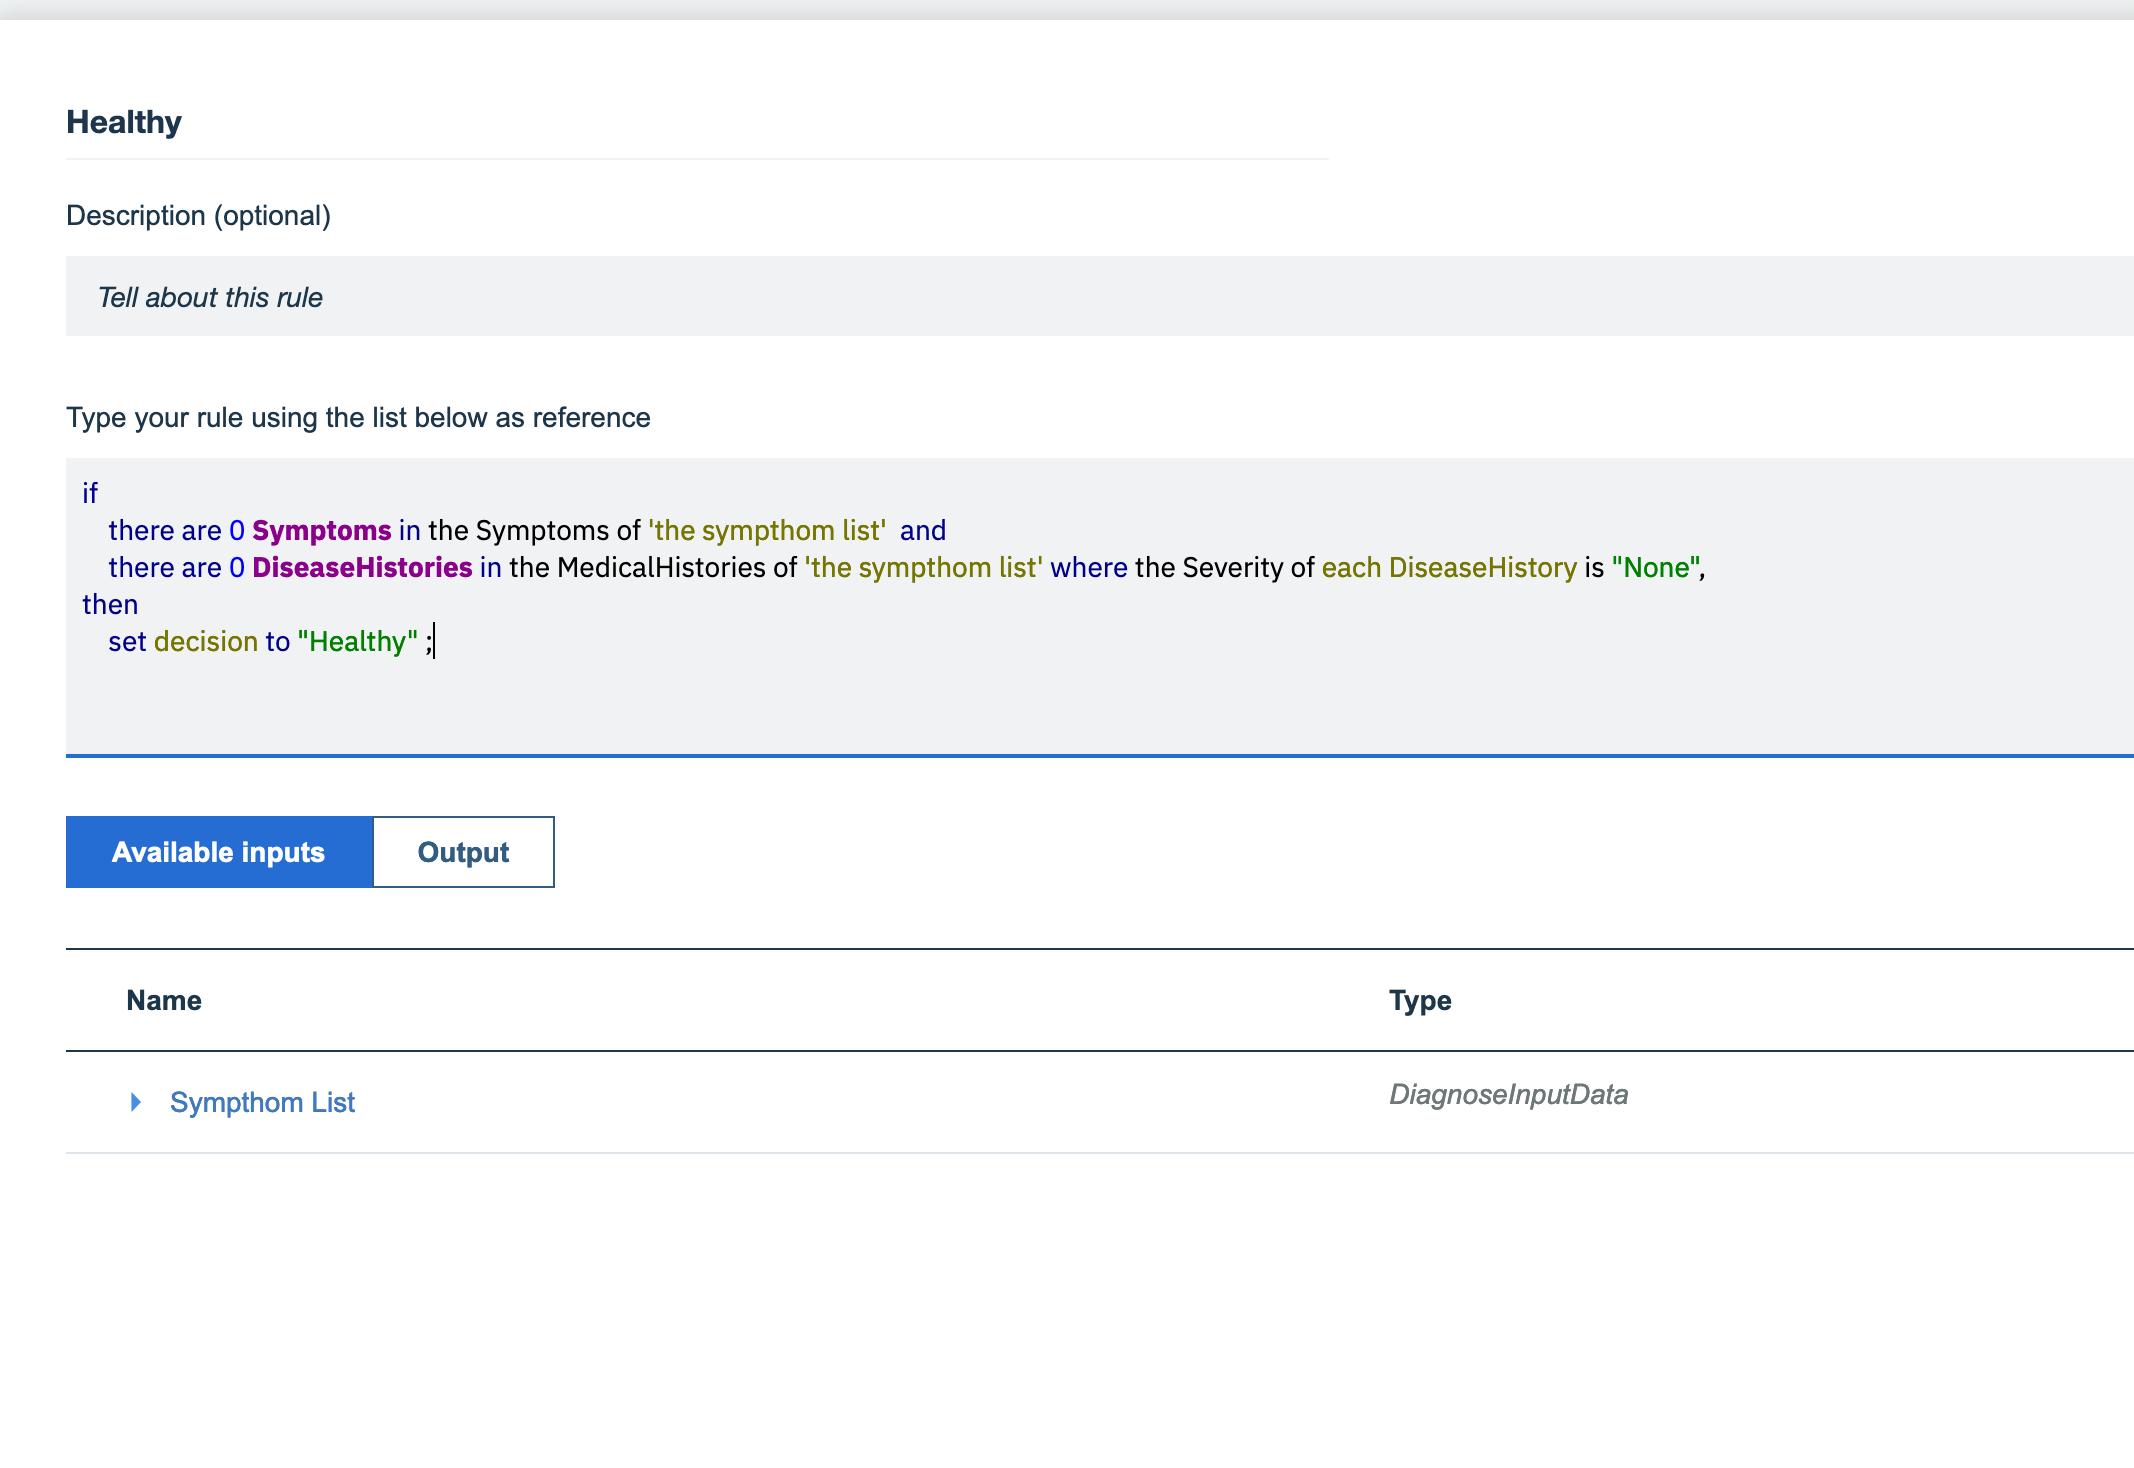 Healthy
Description (optional)
Tell about this rule
Type your rule using the list below as reference
if
there are 0 Symptoms in the Symptoms of 'the sympthom list' and
there are 0 DiseaseHistories in the MedicalHistories of 'the sympthom list' where the Severity of each DiseaseHistory is "None",
then
set decision to "Healthy" ;
Available inputs Output
Name Type
Sympthom List DiagnoseInputData